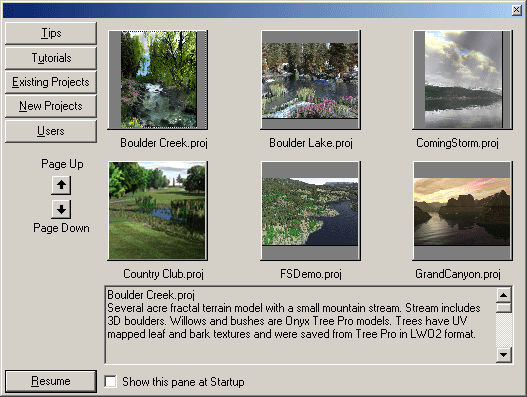 Tips
Tutorials
Existing Projects
New Projects
Users
Page Up
Page Down
Boulder Creek.proj
Boulder Lake.proj
ComingStorm.proj
Country Club.proj
FSDemo.proj
GrandCanyon.proj
Boulder Creek.proj
Several acre fractal terrain model with a small mountain stream. Stream includes
3D boulders. Willows and bushes are Onyx Tree Pro models. Trees have UV
mapped leaf and bark textures and were saved from Tree Pro in LWO2 format.
Resume
Show this pane at Startup